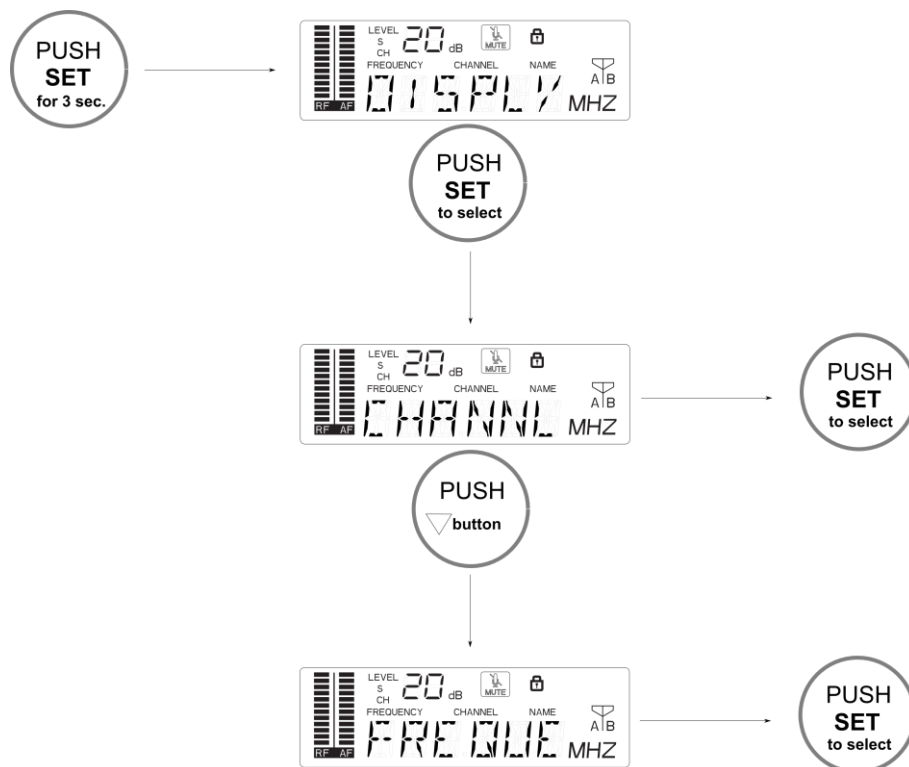 PUSH
SET
for 3 sec.
LEVEL
S
CH
20 dB
MUTE
FREQUENCY CHANNEL NAME
A B
RF AF
DISPLY MHZ
PUSH
SET
to select
LEVEL
S
CH
20 dB
MUTE
FREQUENCY CHANNEL NAME
A B
RF AF
CHANNL MHZ
PUSH
SET
to select
PUSH
button
LEVEL
S
CH
20 dB
MUTE
FREQUENCY CHANNEL NAME
A B
RF AF
FREQUE MHZ
PUSH
SET
to select